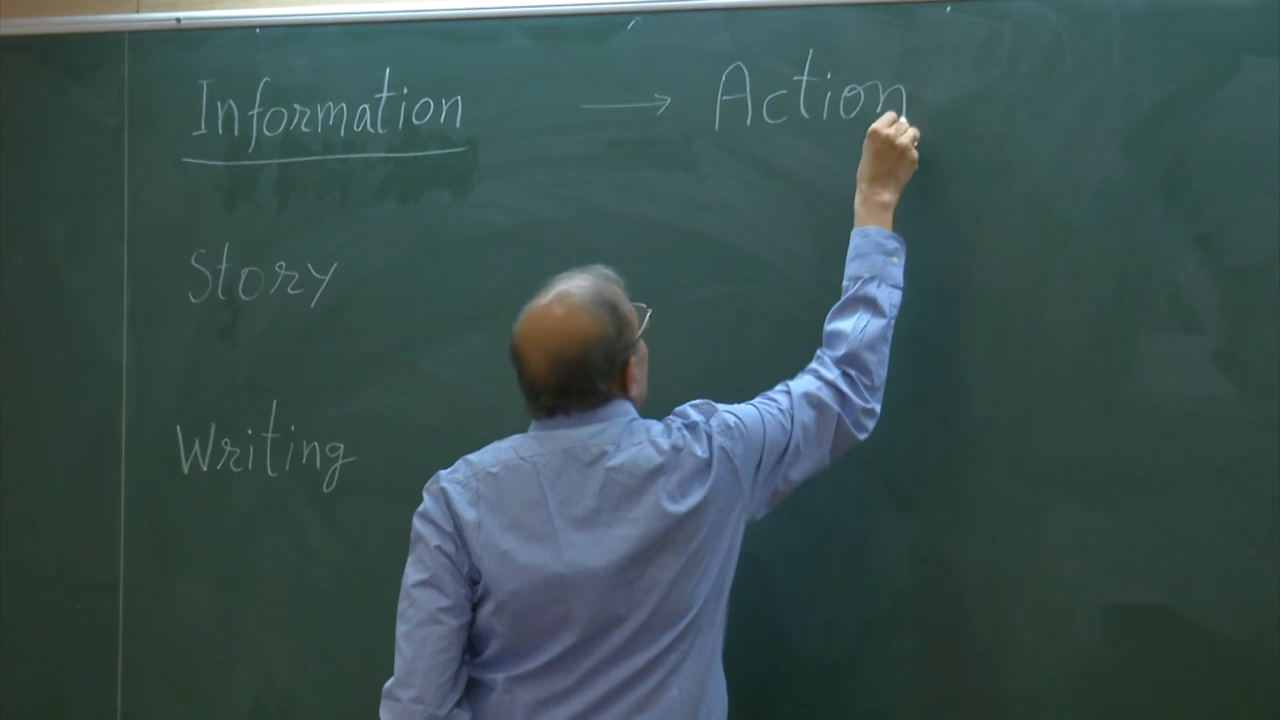 Information → Action
Story
Writing